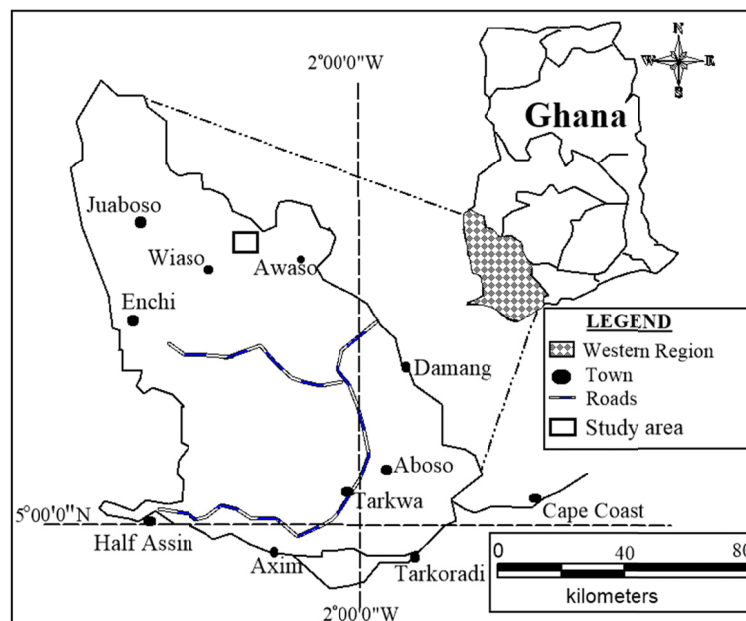 2°00'0"W
N
W
E
S
Ghana
Juaboso
Wiaso
Awaso
Enchi
Damang
LEGEND
Western Region
Town
Roads
Study area
Aboso
Tarkwa
Cape Coast
5°00'0"N
Half Assin
Axim
Tarkoradi
0 40 80
kilometers
2°00'0"W